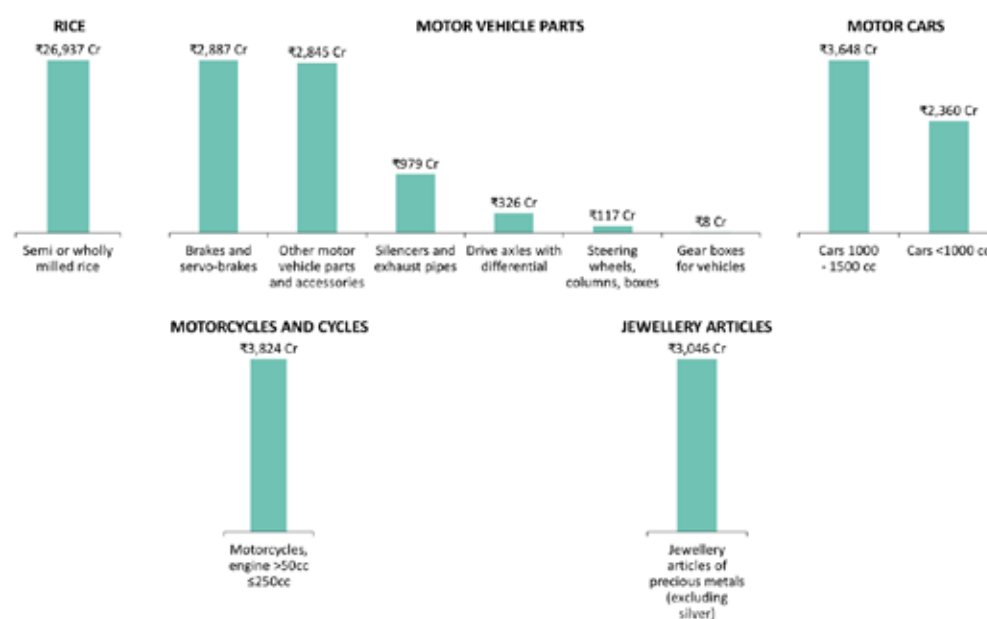 RICE
₹26,937 Cr
Semi or wholly
milled rice
MOTOR VEHICLE PARTS
₹2,887 Cr
₹2,845 Cr
₹979 Cr
₹326 Cr
₹117 Cr
₹8 Cr
Brakes and
servo-brakes
Other motor
vehicle parts
and accessories
Silencers and
exhaust pipes
Drive axles with
differential
Steering
wheels,
columns, boxes
Gear boxes
for vehicles
MOTOR CARS
₹3,648 Cr
₹2,360 Cr
Cars 1000
- 1500 cc
Cars <1000 cc
MOTORCYCLES AND CYCLES
₹3,824 Cr
Motorcycles,
engine >50cc
≤250cc
JEWELLERY ARTICLES
₹3,046 Cr
Jewellery
articles of
precious metals
(excluding
silver)